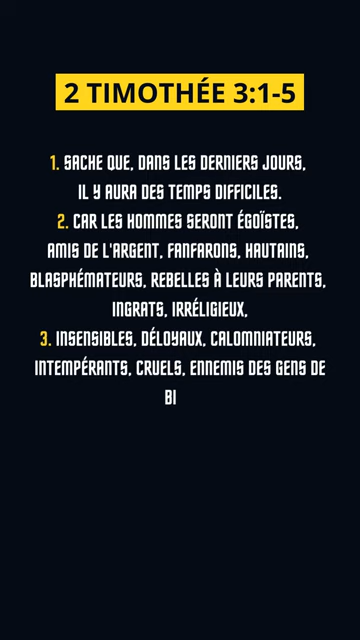 2 TIMOTHÉE 3:1-5
1. SACHE QUE, DANS LES DERNIERS JOURS,
IL Y AURA DES TEMPS DIFFICILES.
2. CAR LES HOMMES SERONT ÉGOÏSTES,
AMIS DE L'ARGENT, FANFARONS, HAUTAINS,
BLASPHÉMATEURS, REBELLES À LEURS PARENTS,
INGRATS, IRRÉLIGIEUX,
3. INSENSIBLES, DÉLOYAUX, CALOMNIATEURS,
INTEMPÉRANTS, CRUELS, ENNEMIS DES GENS DE
BI